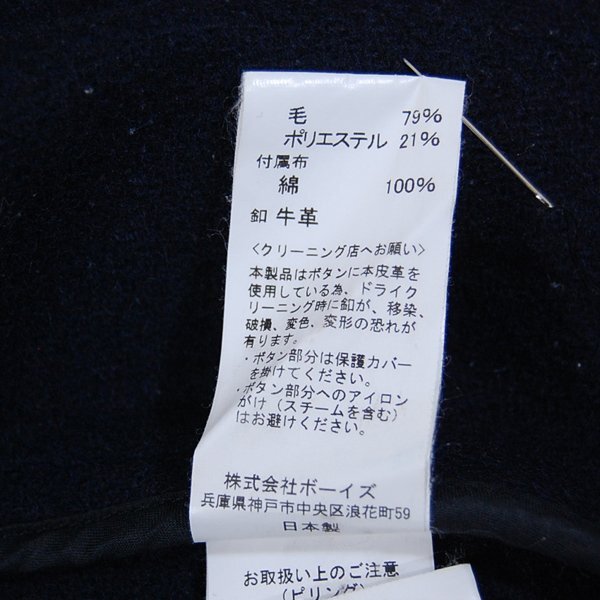 毛 79%
ポリエステル 21%
付属布
綿 100%
釦 牛革
〈クリーニング店へお願い〉
本製品はボタンに本皮革を
使用している為、ドライク
リーニング時に釦が、移染、
破損、変色、変形の恐れが
有ります。
・ボタン部分は保護カバー
を掛けてください。
・ボタン部分へのアイロン
がけ（スチームを含む）
はお避けください。
株式会社ボーイズ
兵庫県神戸市中央区浪花町59
日本製
お取扱い上のご注意
（ピリング）